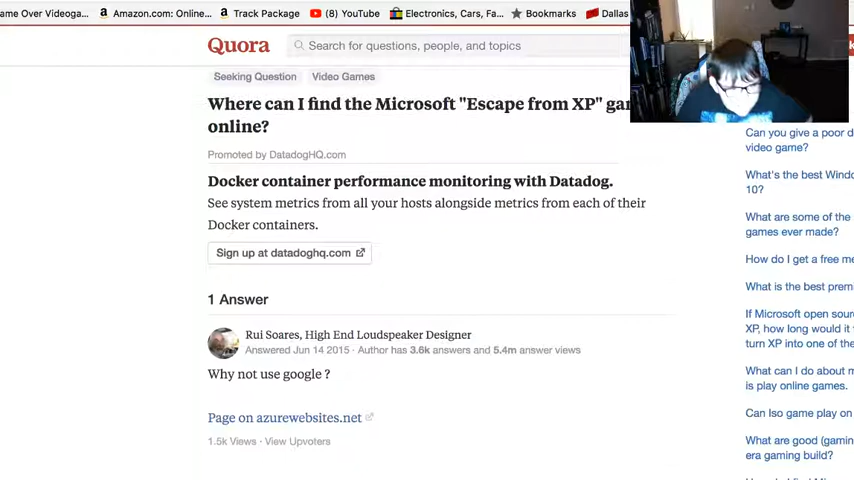 ame Over Videoga... Amazon.com: Online... Track Package (8) YouTube Electronics, Cars, Fa... Bookmarks Dallas
Quora Search for questions, people, and topics
Seeking Question Video Games
Where can I find the Microsoft "Escape from XP" gam
online?
Promoted by DatadogHQ.com
Docker container performance monitoring with Datadog.
See system metrics from all your hosts alongside metrics from each of their
Docker containers.
Sign up at datadoghq.com
1 Answer
Rui Soares, High End Loudspeaker Designer
Answered Jun 14 2015 · Author has 3.6k answers and 5.4m answer views
Why not use google ?
Page on azurewebsites.net
1.5k Views · View Upvoters
Can you give a poor d
video game?
What's the best Windo
10?
What are some of the
games ever made?
How do I get a free me
What is the best prem
If Microsoft open sour
XP, how long would it
turn XP into one of the
What can I do about m
is play online games.
Can Iso game play on
What are good (gaming
era gaming build?